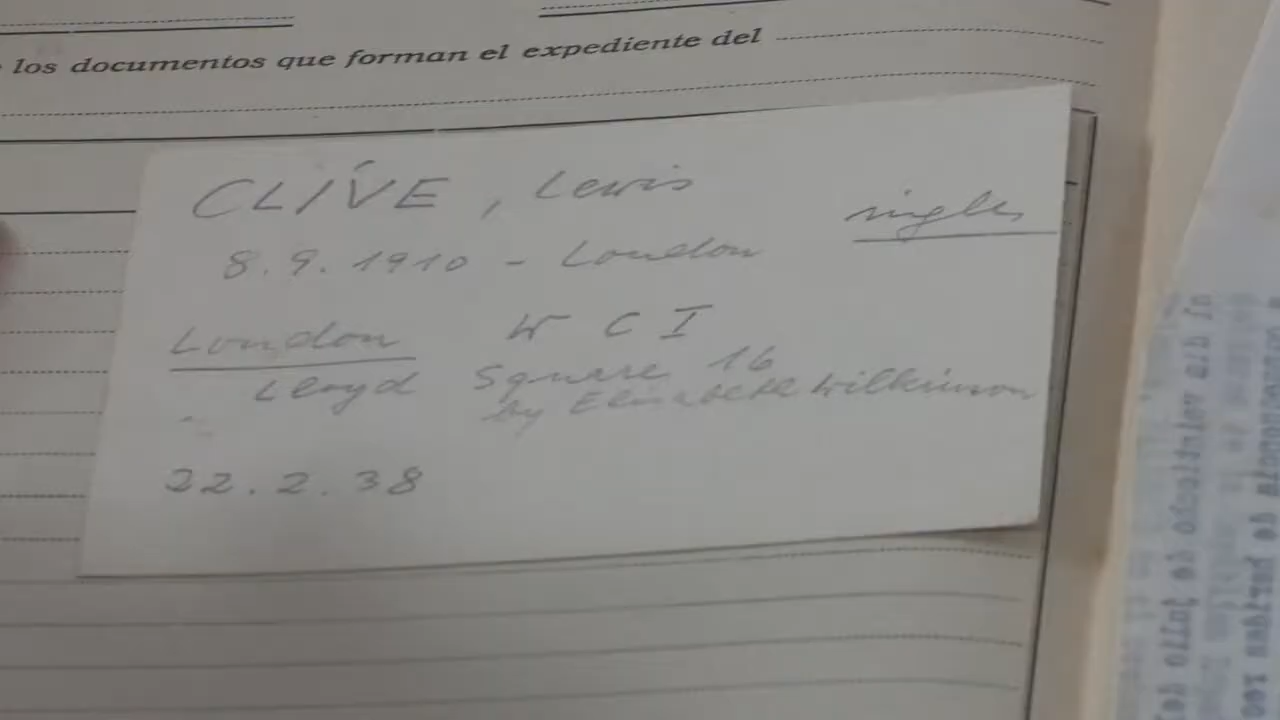 los documentos que forman el expediente del
CLIVE, Lewis
inglés
8.9.1910 - London
London W C I
Lloyd Square 16
by Elisabeth Wilkinson
22.2.38